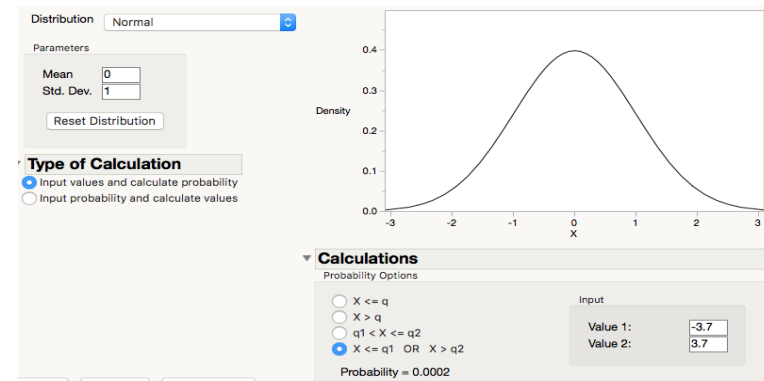 Distribution Normal
Parameters
Mean 0
Std. Dev. 1
Reset Distribution
Type of Calculation
Input values and calculate probability
Input probability and calculate values
Density
0.4
0.3
0.2
0.1
0.0
-3 -2 -1 0 1 2 3
X
Calculations
Probability Options
X <= q
X > q
q1 < X <= q2
X <= q1 OR X > q2
Probability = 0.0002
Input
Value 1: -3.7
Value 2: 3.7